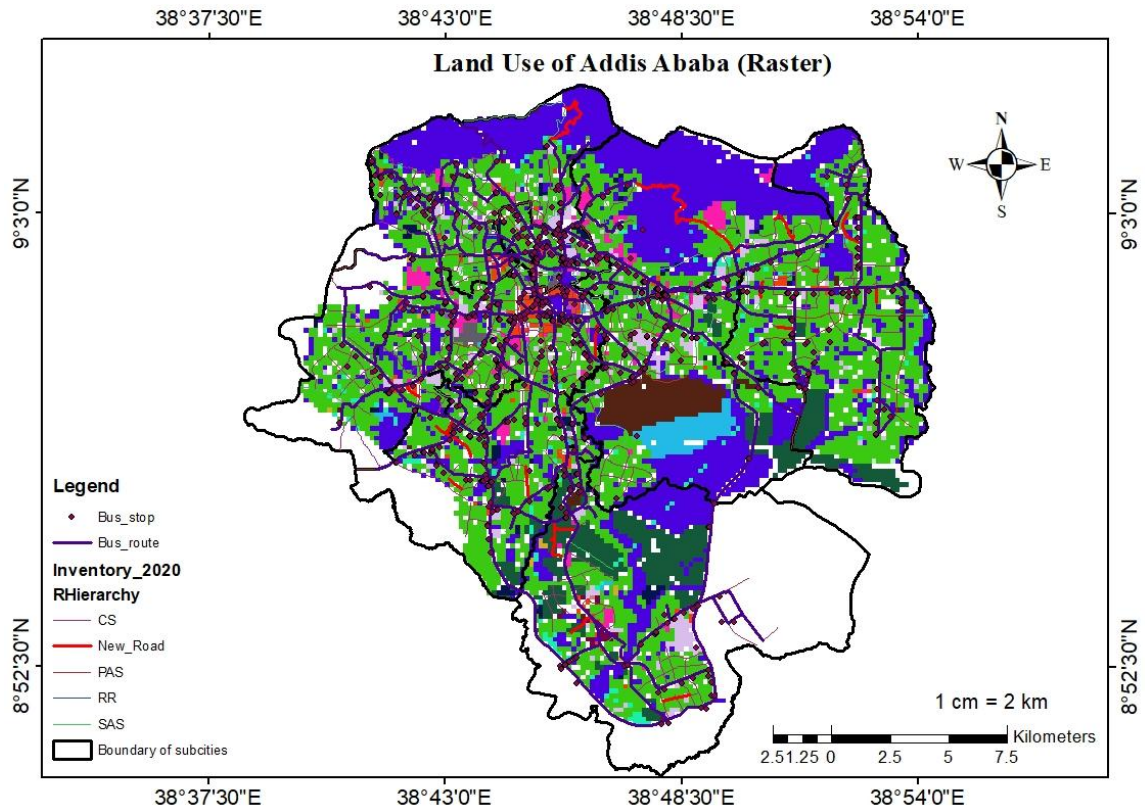 38°37'30"E 38°43'0"E 38°48'30"E 38°54'0"E
Land Use of Addis Ababa (Raster)
N
W E
S
9°3'0"N 9°3'0"N
Legend
Bus_stop
Bus_route
Inventory_2020
RHierarchy
CS
New_Road
PAS
RR
SAS
Boundary of subcities
8°52'30"N 8°52'30"N
1 cm = 2 km
Kilometers
2.51.25 0 2.5 5 7.5
38°37'30"E 38°43'0"E 38°48'30"E 38°54'0"E